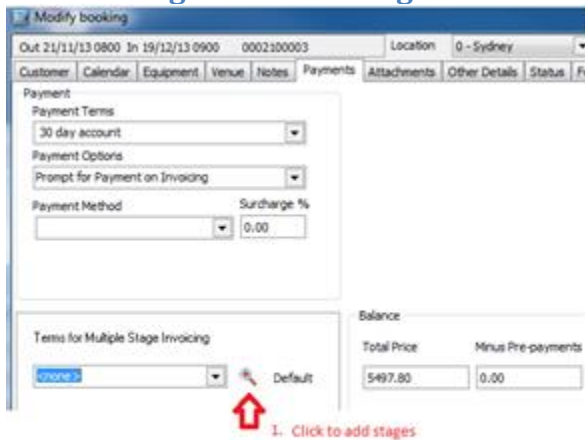 Modify booking
Out 21/11/13 0800 In 19/12/13 0900 0002100003 Location 0 - Sydney
Customer Calendar Equipment Venue Notes Payments Attachments Other Details Status
Payment
Payment Terms
30 day account
Payment Options
Prompt for Payment on Invoicing
Payment Method Surcharge %
0.00
Terms for Multiple Stage Invoicing
<none>
Default
Balance
Total Price Minus Pre-payments
5497.80 0.00
1. Click to add stages